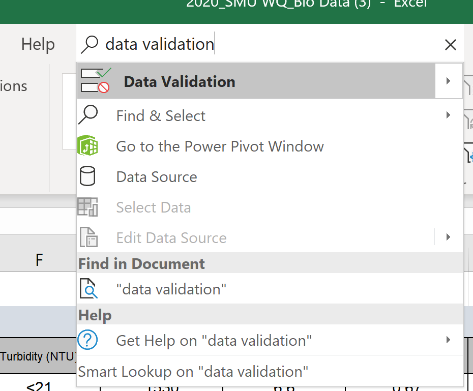 2020_SMU WQ_Bio Data (3) - Excel
Help
data validation
ions
Data Validation
Find & Select
Go to the Power Pivot Window
Data Source
Select Data
Edit Data Source
F
Find in Document
"data validation"
Help
Get Help on "data validation"
Turbidity (NTU
Smart Lookup on "data validation"
<21